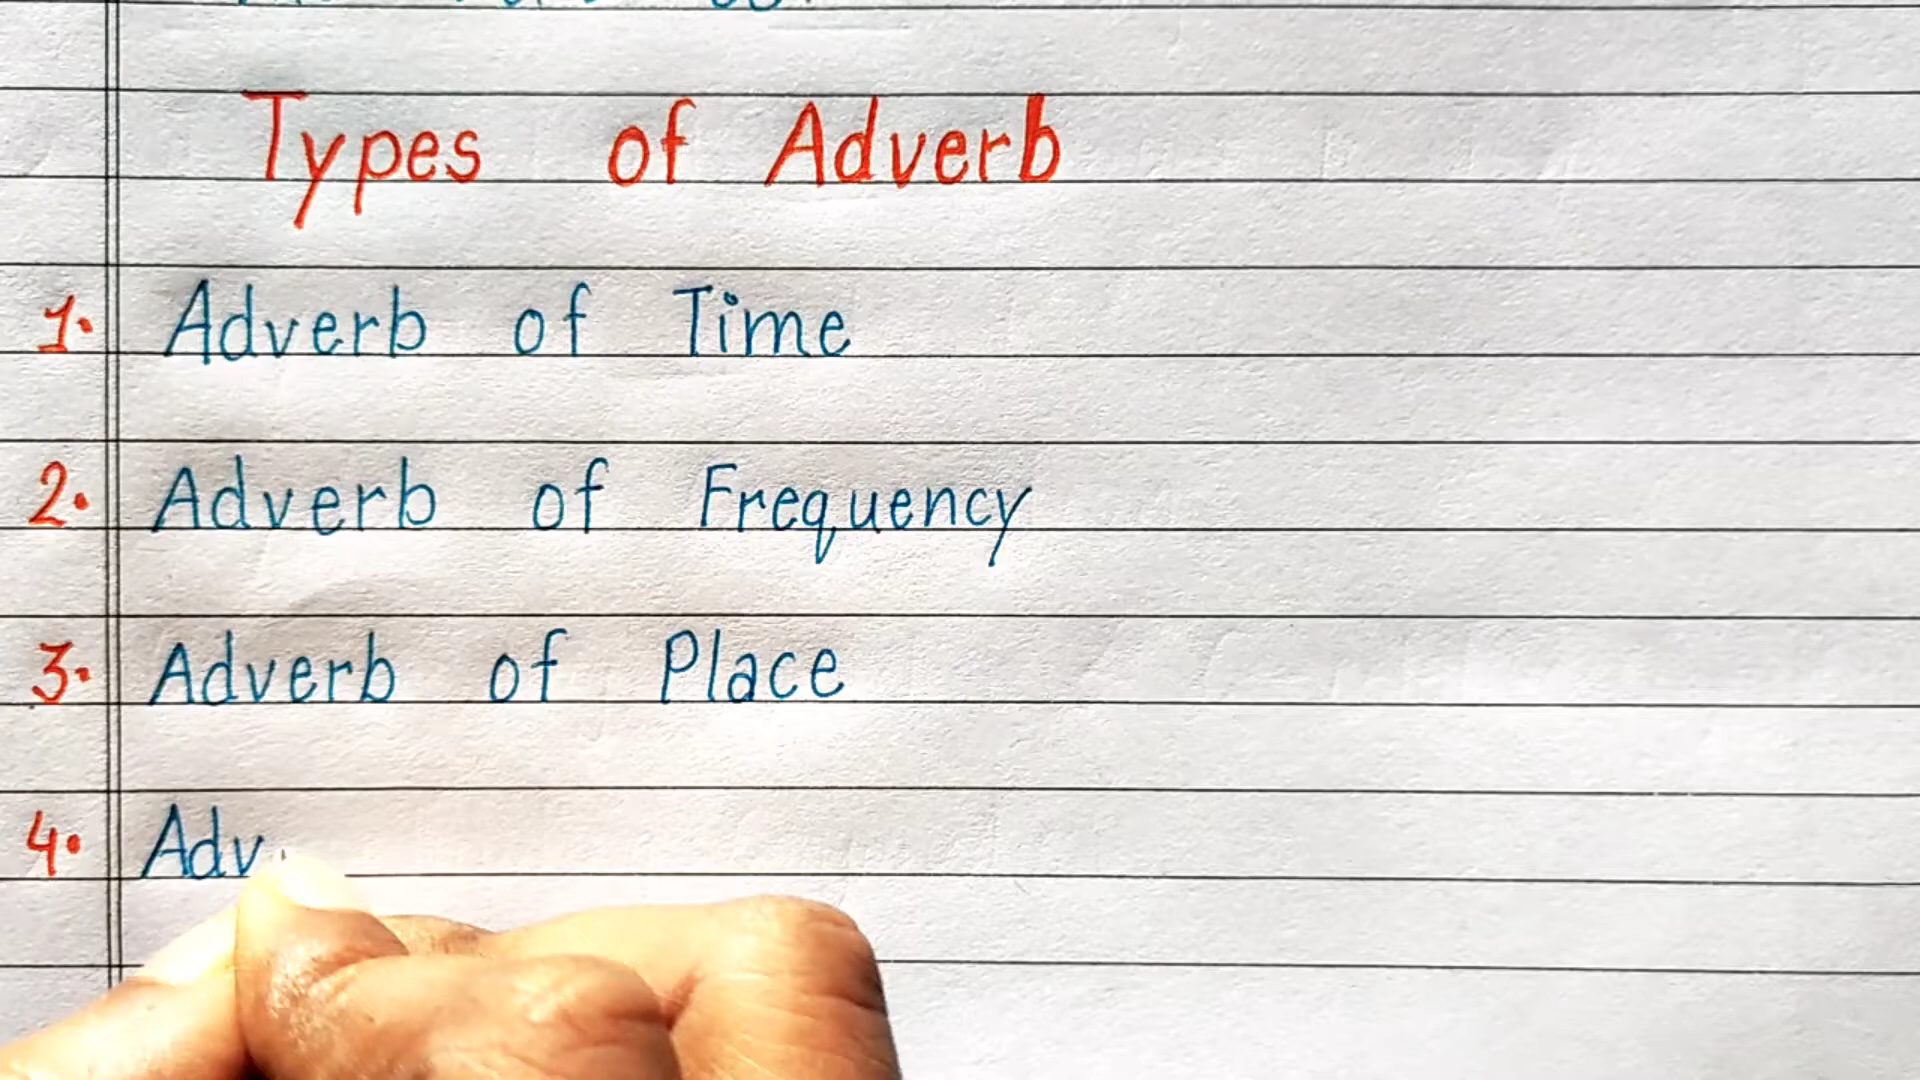 Types of Adverb
1. Adverb of Time
2. Adverb of Frequency
3. Adverb of Place
4. Adv